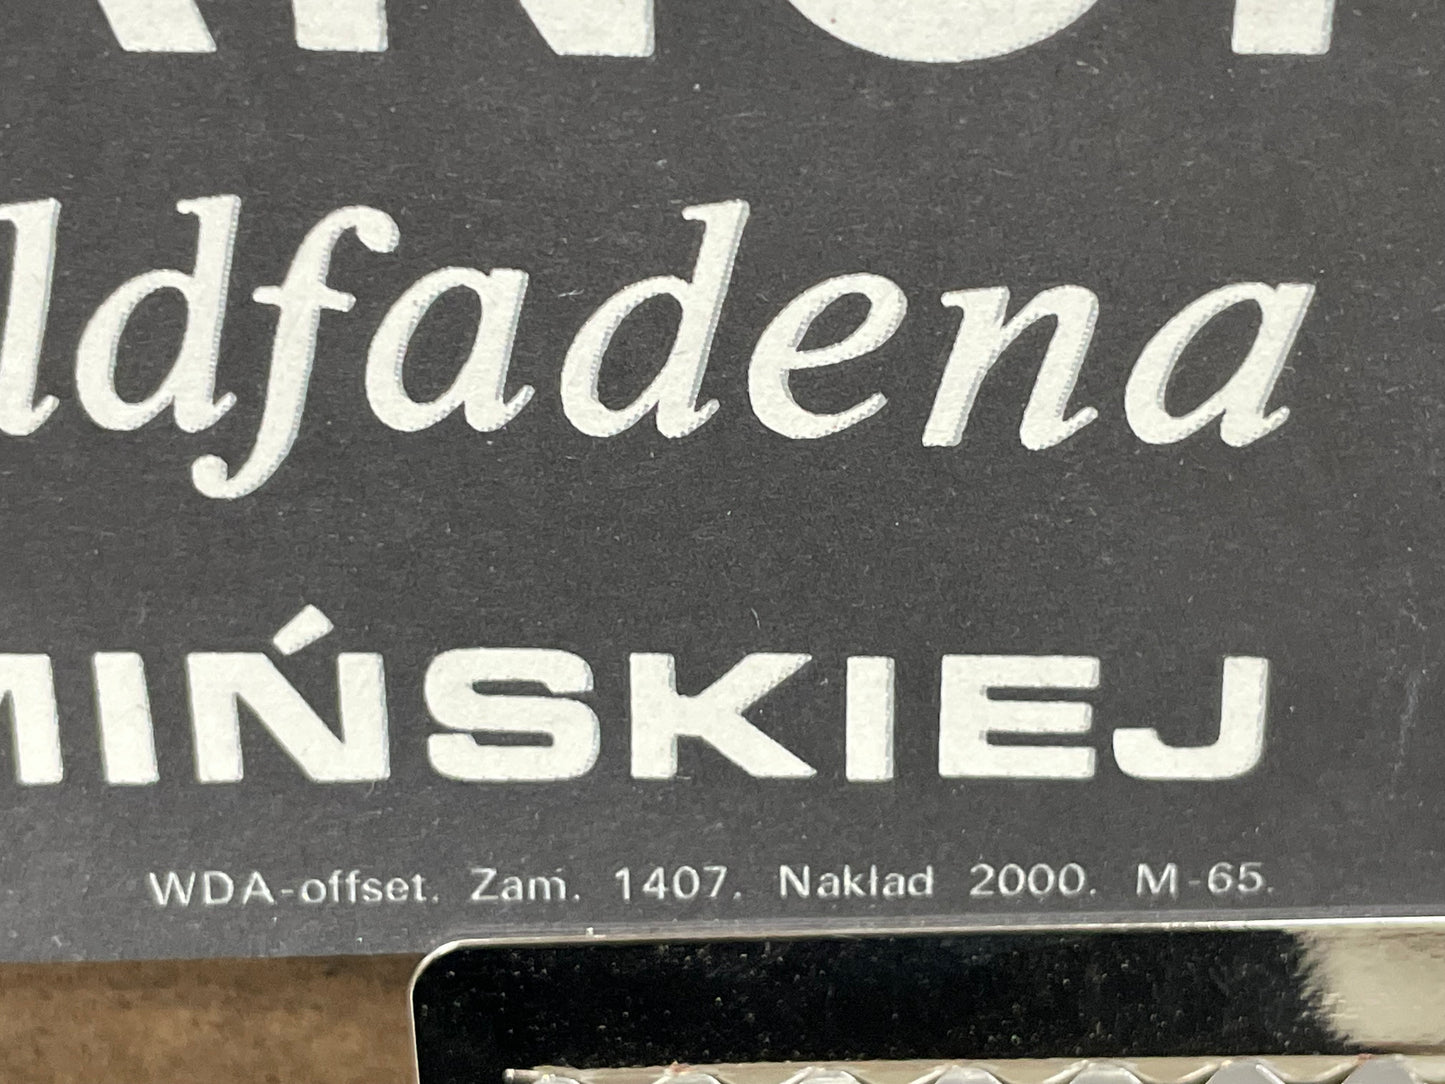 ldfadena
MIŃSKIEJ
WDA-offset. Zam. 1407. Nakład 2000. M-65.